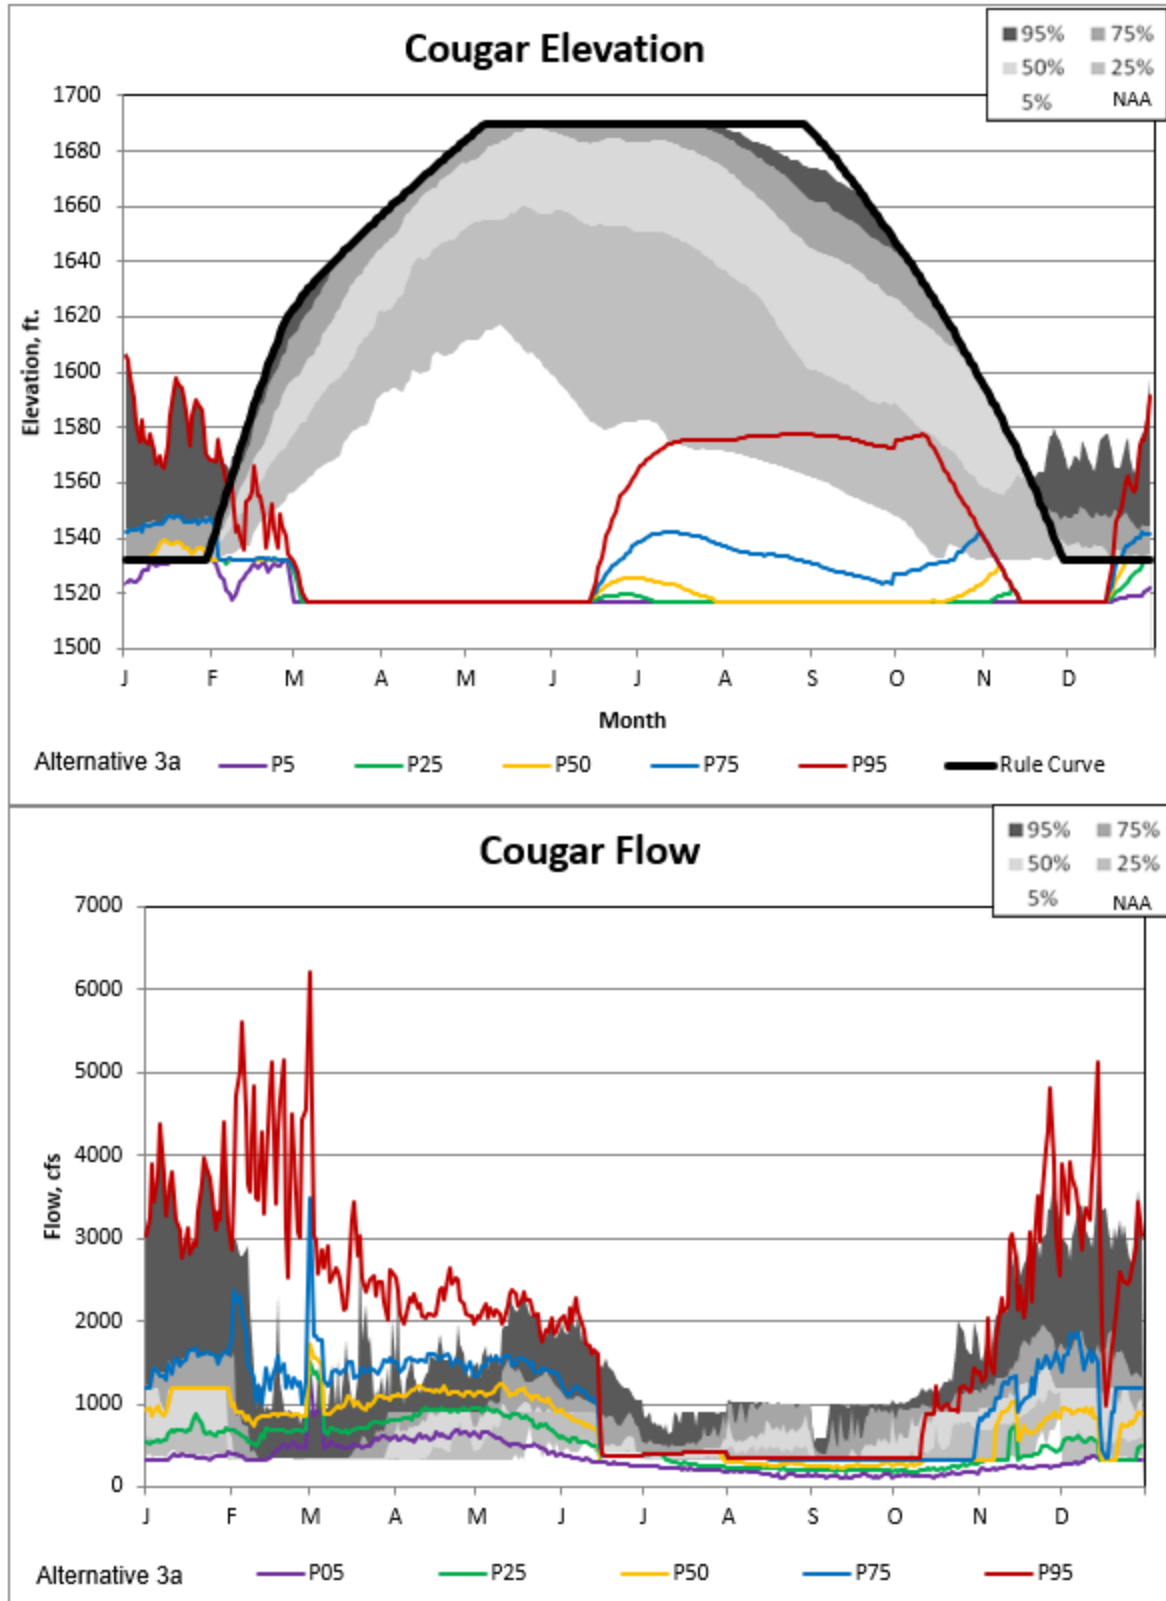 Cougar Elevation
95% 75%
50% 25%
5% NAA
1700
1680
1660
1640
1620
1600
1580
1560
1540
1520
1500
Elevation, ft.
J F M A M J J A S O N D
Month
Alternative 3a P5 P25 P50 P75 P95 Rule Curve
Cougar Flow
95% 75%
50% 25%
5% NAA
7000
6000
5000
4000
3000
2000
1000
0
Flow, cfs
J F M A M J J A S O N D
Alternative 3a P05 P25 P50 P75 P95